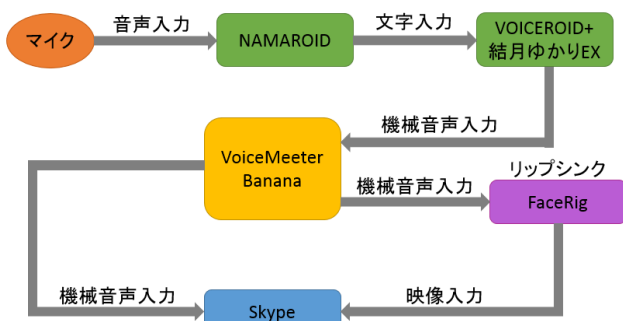 マイク
音声入力
NAMAROID
文字入力
VOICEROID+
結月ゆかりEX
機械音声入力
VoiceMeeter
Banana
機械音声入力
リップシンク
FaceRig
機械音声入力
Skype
映像入力